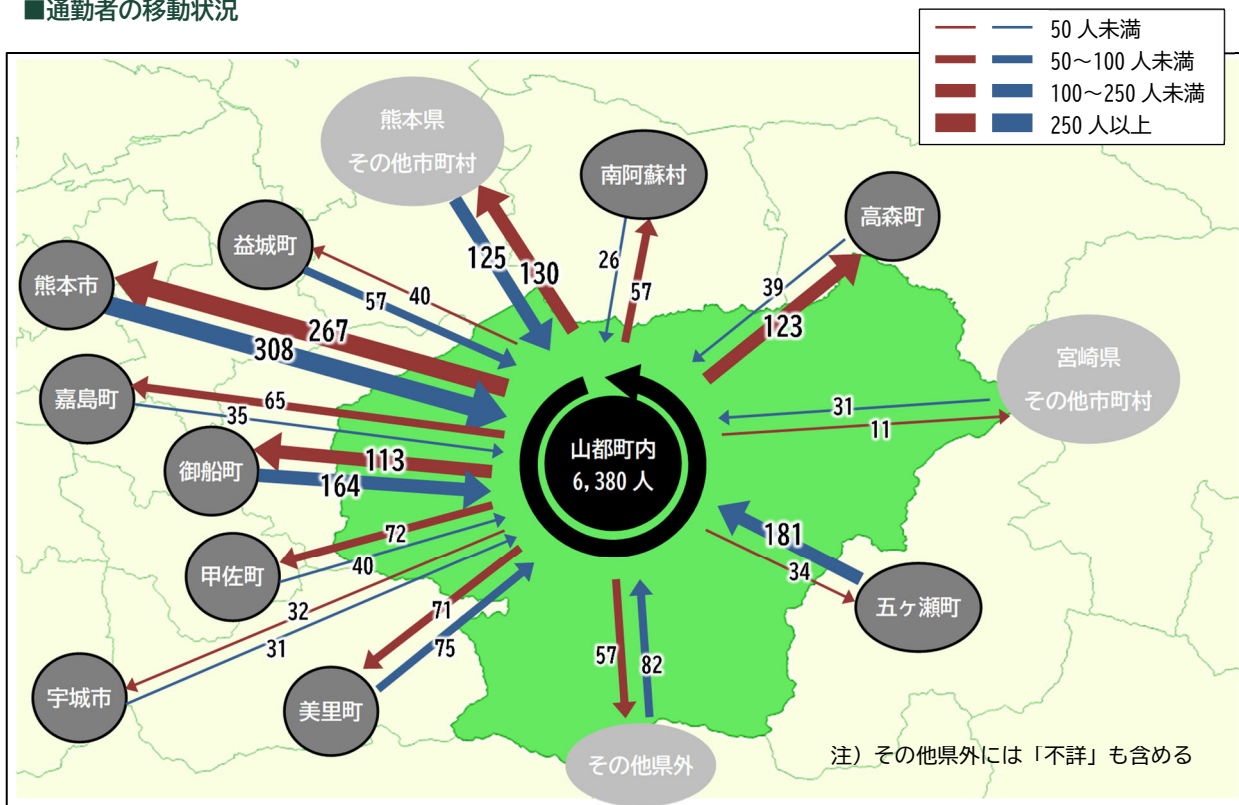 ■通勤者の移動状況
50 人未満
50～100 人未満
100～250 人未満
250 人以上
熊本県
その他市町村
南阿蘇村
高森町
益城町
熊本市
125
130
26
57
39
123
40
57
267
308
宮崎県
その他市町村
嘉島町
65
35
31
11
山都町内
6,380 人
御船町
113
164
181
34
甲佐町
72
40
五ヶ瀬町
32
31
71
75
57
82
宇城市
美里町
その他県外
注）その他県外には「不詳」も含める